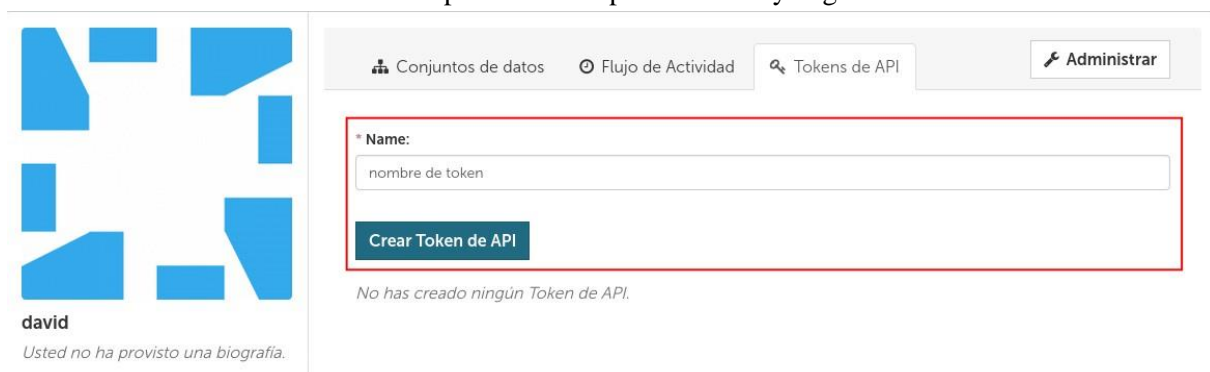 Conjuntos de datos Flujo de Actividad Tokens de API Administrar
* Name:
nombre de token
Crear Token de API
No has creado ningún Token de API.
david
Usted no ha provisto una biografía.